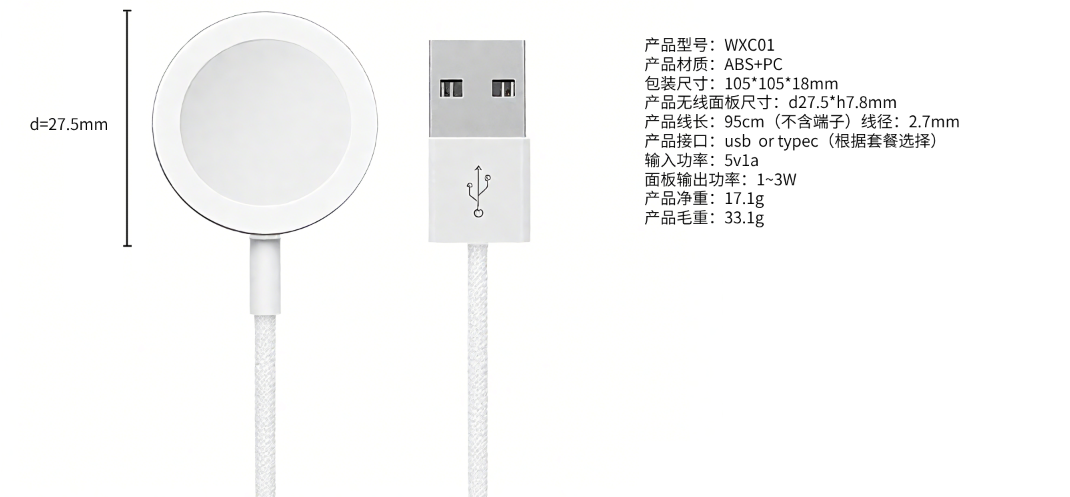 d=27.5mm
产品型号：WXC01
产品材质：ABS+PC
包装尺寸：105*105*18mm
产品无线面板尺寸：d27.5*h7.8mm
产品线长：95cm（不含端子）线径：2.7mm
产品接口：usb or typec（根据套餐选择）
输入功率：5v1a
面板输出功率：1~3W
产品净重：17.1g
产品毛重：33.1g